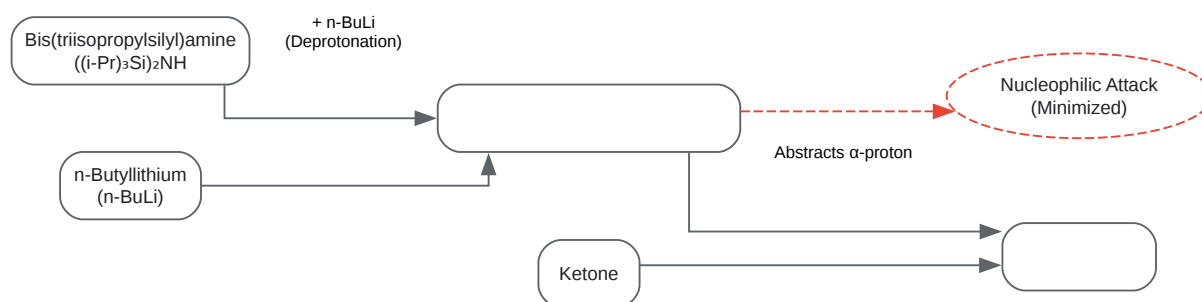 Bis(triisopropylsilyl)amine
((i-Pr)₃Si)₂NH
+ n-BuLi
(Deprotonation)
Nucleophilic Attack
(Minimized)
Abstracts α-proton
n-Butyllithium
(n-BuLi)
Ketone